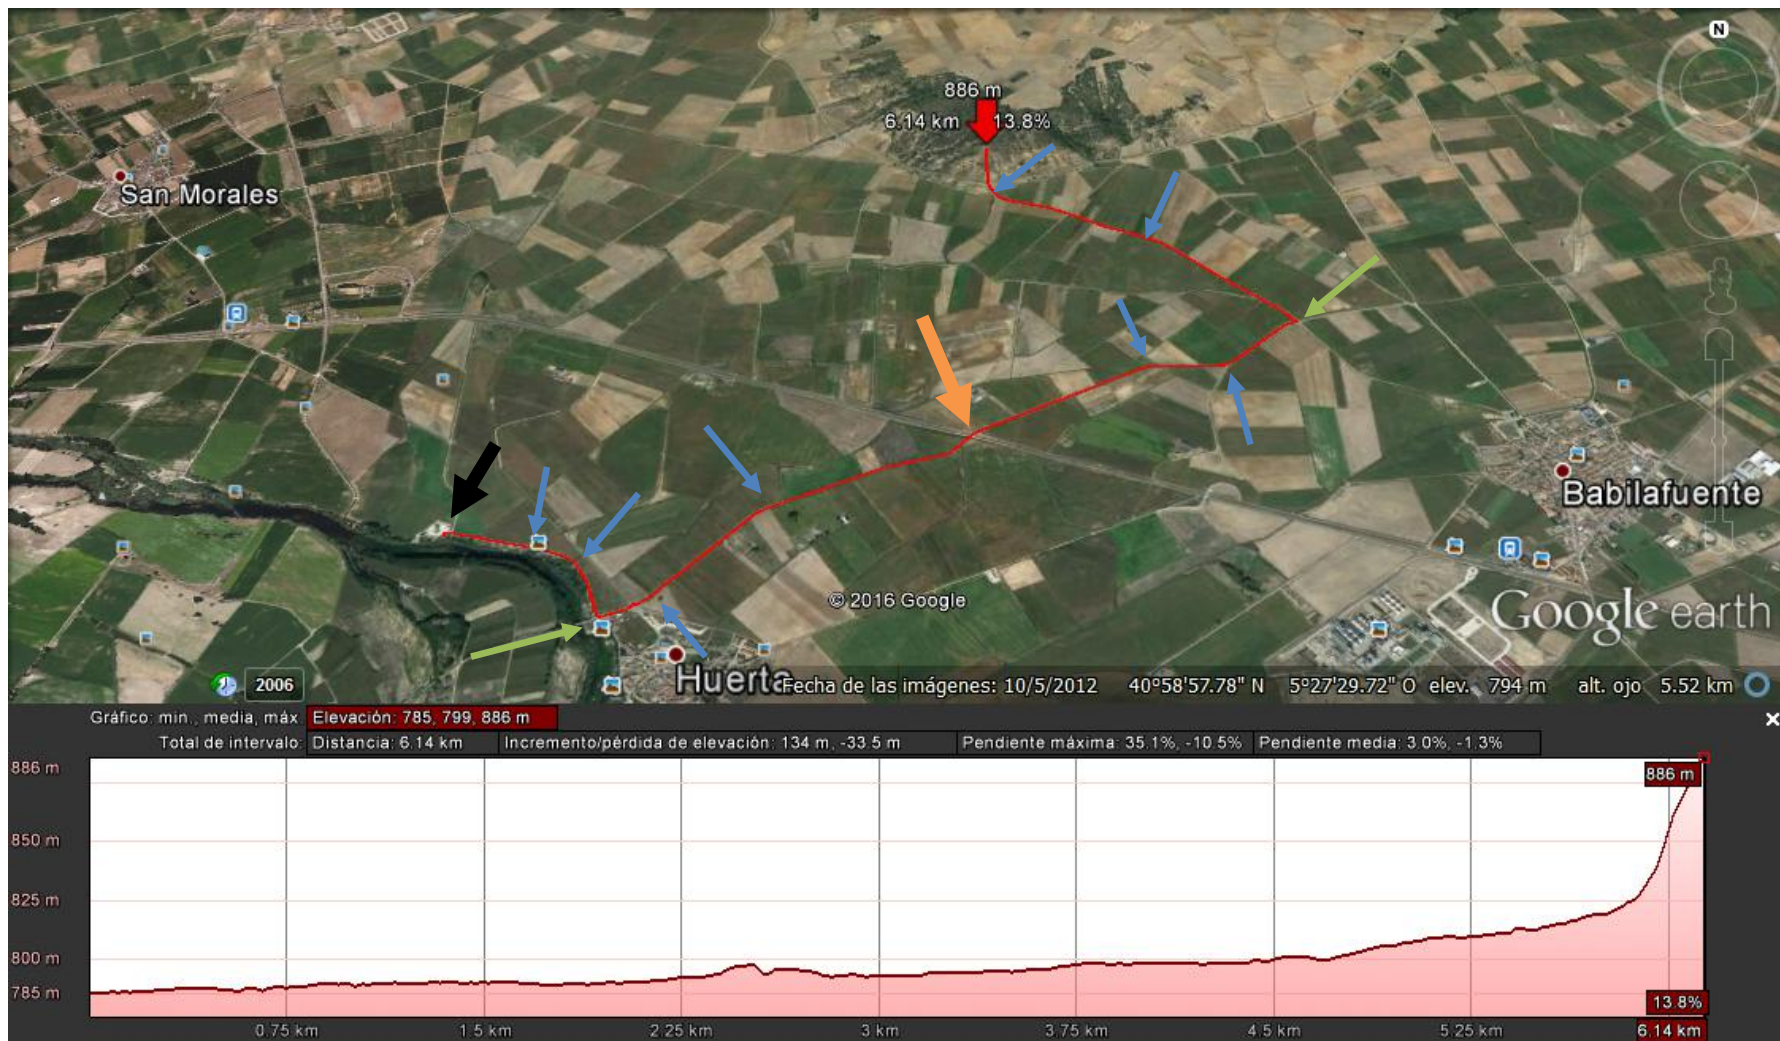 N
886 m
6.14 km 13.8%
San Morales
Babilafuente
© 2016 Google
Google earth
2006
Huerta
Fecha de las imágenes: 10/5/2012 40°58'57.78" N 5°27'29.72" O elev. 794 m alt. ojo 5.52 km
Gráfico: min., media, máx Elevación: 785, 799, 886 m
Total de intervalo: Distancia: 6.14 km Incremento/pérdida de elevación: 134 m, -33.5 m Pendiente máxima: 35.1%, -10.5% Pendiente media: 3.0%, -1.3%
886 m
886 m
850 m
825 m
800 m
785 m
13.8%
0.75 km 1.5 km 2.25 km 3 km 3.75 km 4.5 km 5.25 km 6.14 km